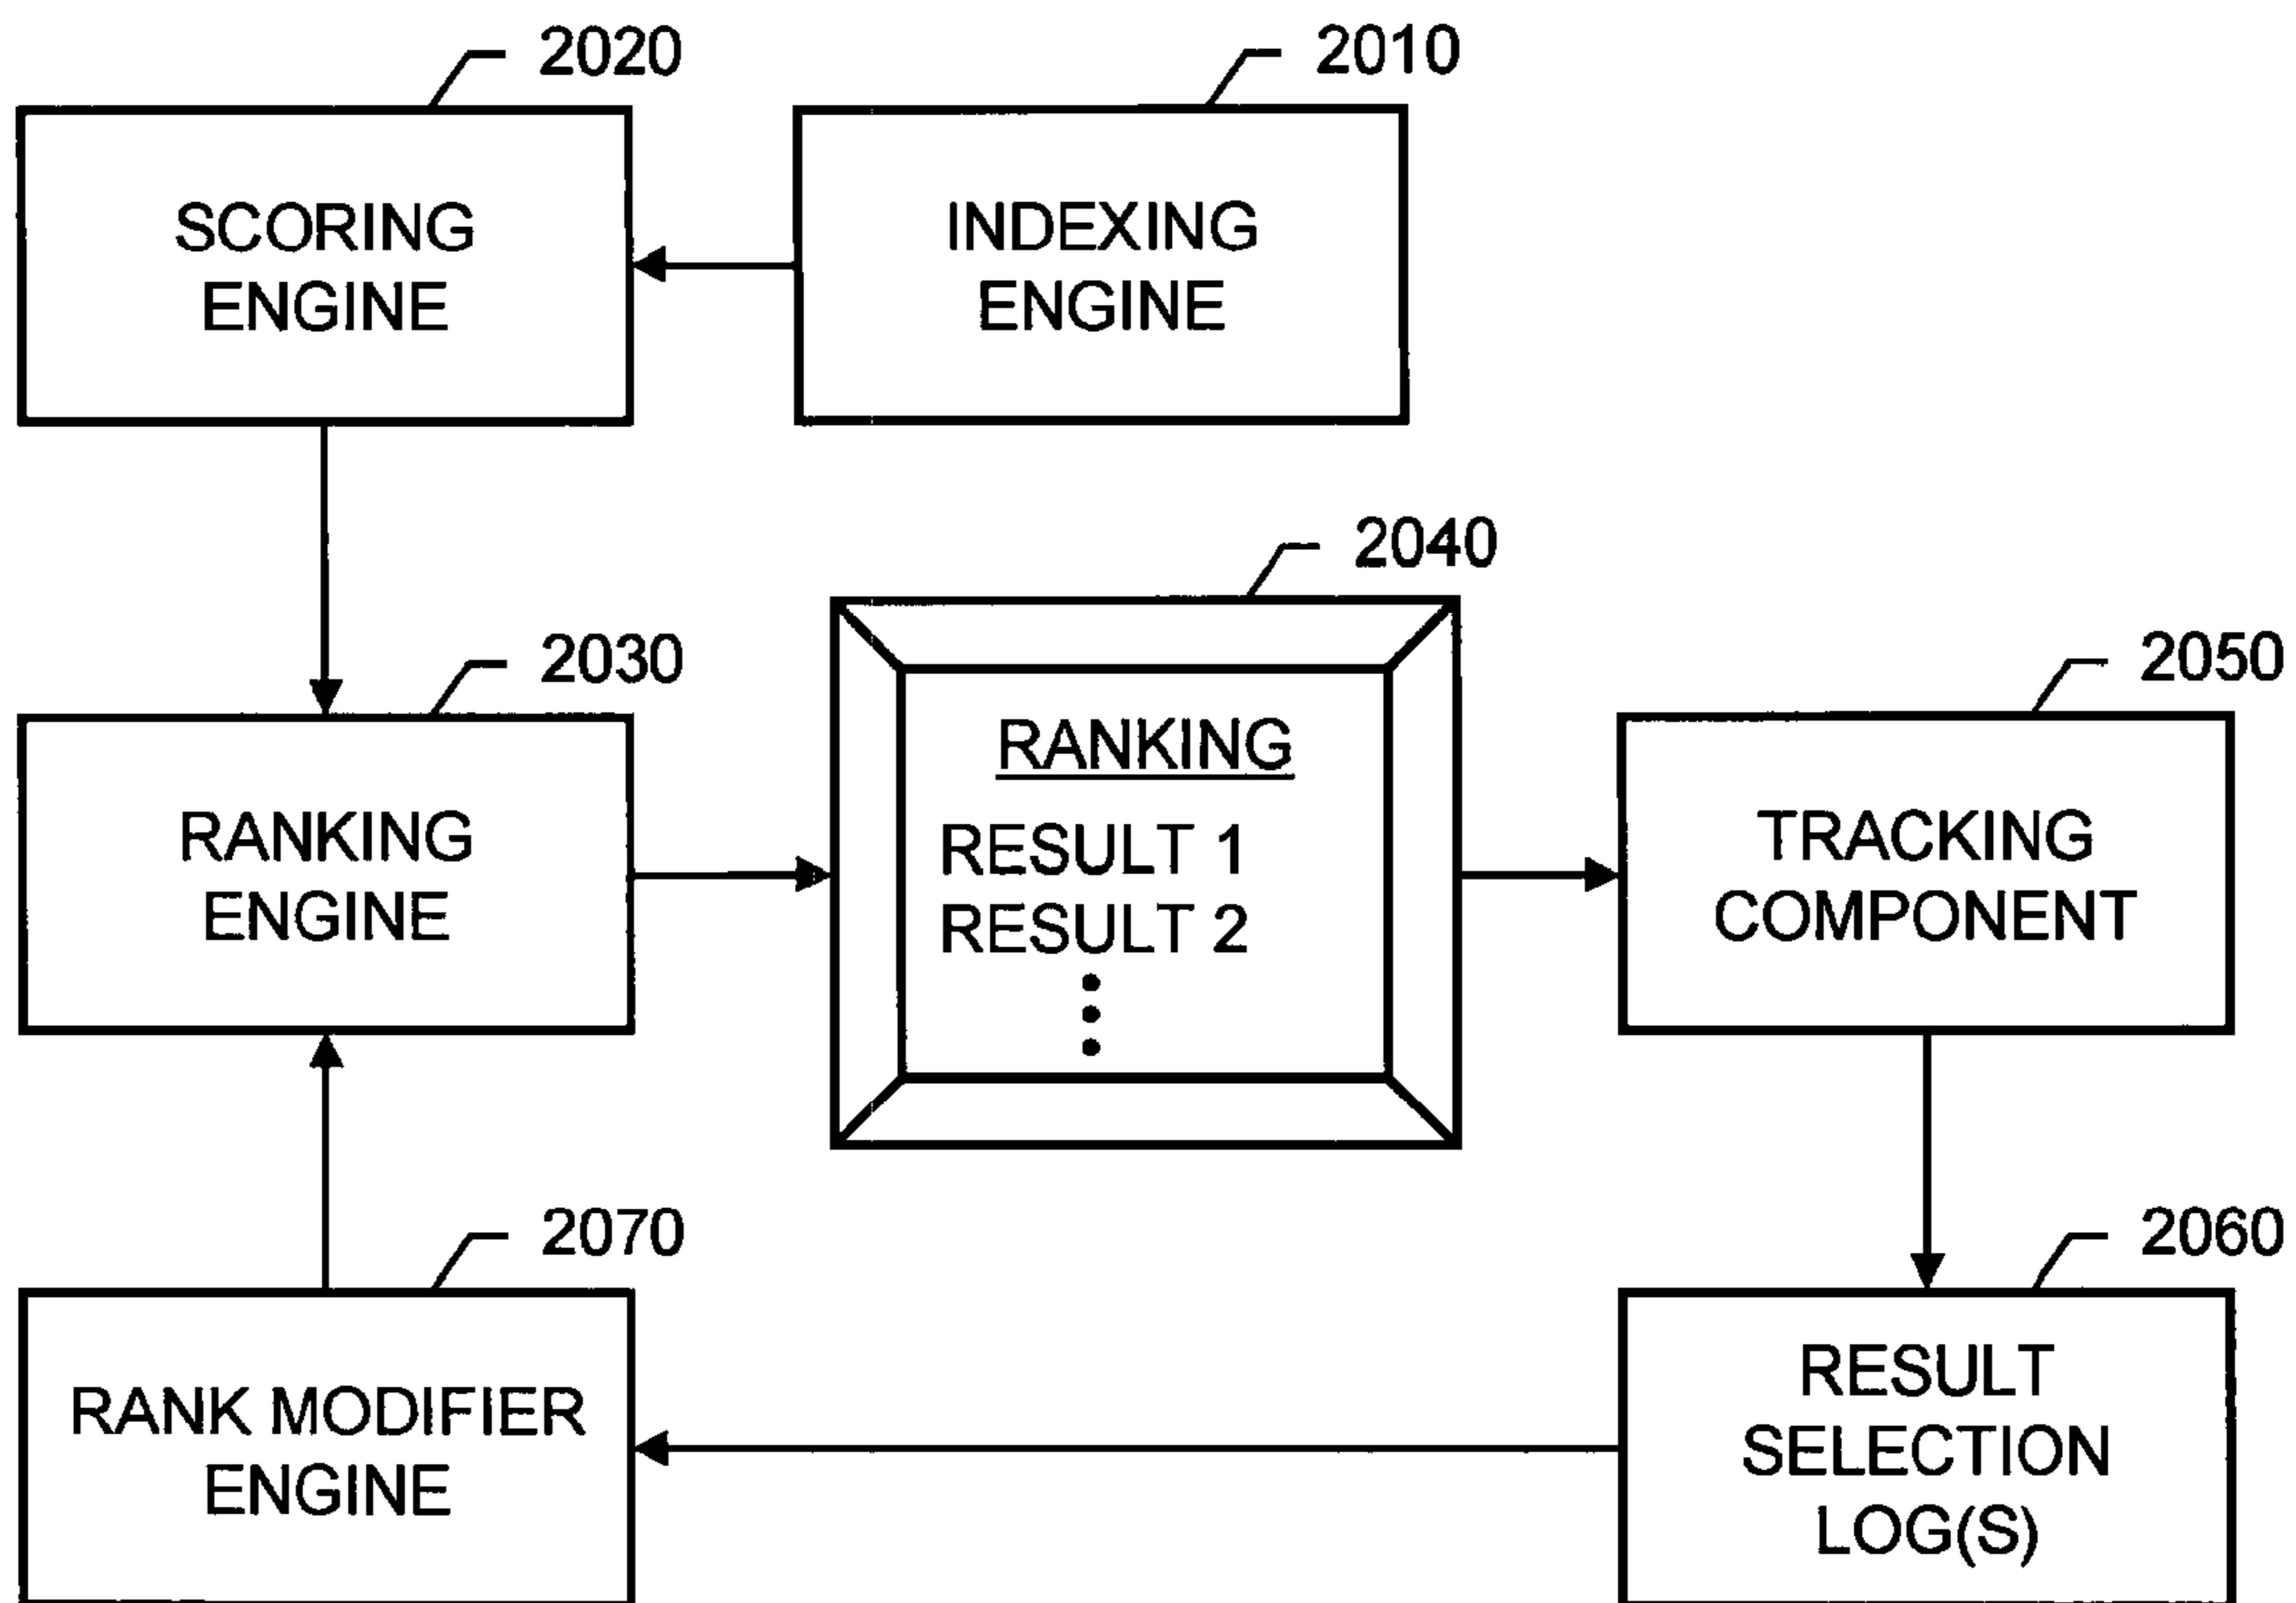 2020
2010
SCORING
ENGINE
INDEXING
ENGINE
2040
2030
2050
RANKING
ENGINE
RANKING
RESULT 1
RESULT 2
TRACKING
COMPONENT
2070
2060
RANK MODIFIER
ENGINE
RESULT
SELECTION
LOG(S)